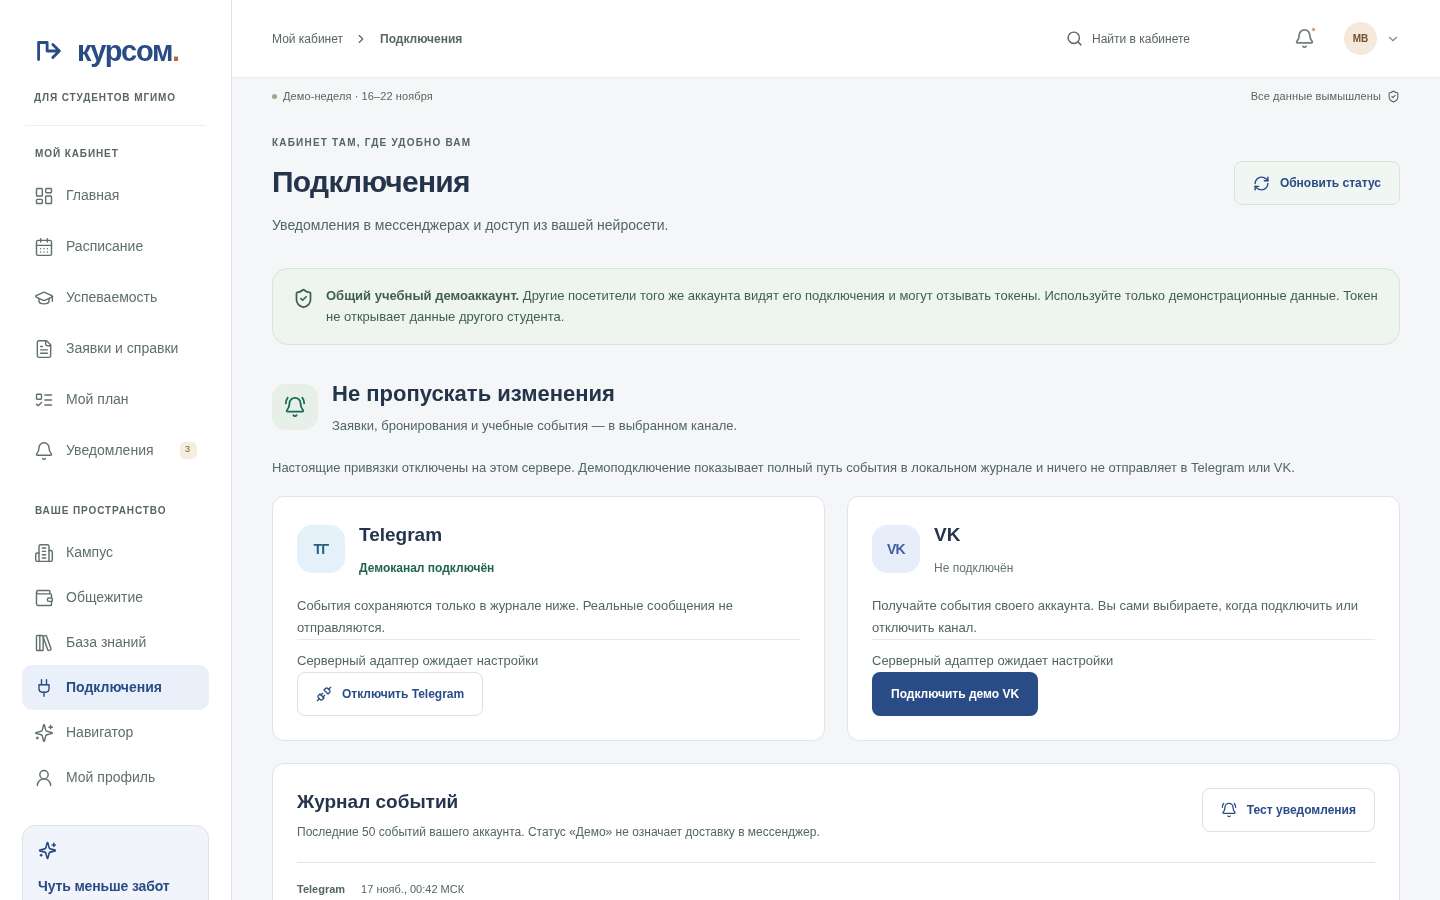 курсом.
ДЛЯ СТУДЕНТОВ МГИМО
МОЙ КАБИНЕТ
Главная
Расписание
Успеваемость
Заявки и справки
Мой план
Уведомления 3
ВАШЕ ПРОСТРАНСТВО
Кампус
Общежитие
База знаний
Подключения
Навигатор
Мой профиль
Чуть меньше забот
Мой кабинет Подключения
Найти в кабинете
МВ
Демо-неделя · 16–22 ноября
Все данные вымышлены
КАБИНЕТ ТАМ, ГДЕ УДОБНО ВАМ
Подключения
Обновить статус
Уведомления в мессенджерах и доступ из вашей нейросети.
Общий учебный демоаккаунт. Другие посетители того же аккаунта видят его подключения и могут отзывать токены. Используйте только демонстрационные данные. Токен
не открывает данные другого студента.
Не пропускать изменения
Заявки, бронирования и учебные события — в выбранном канале.
Настоящие привязки отключены на этом сервере. Демоподключение показывает полный путь события в локальном журнале и ничего не отправляет в Telegram или VK.
ТГ
Telegram
Демоканал подключён
События сохраняются только в журнале ниже. Реальные сообщения не
отправляются.
Серверный адаптер ожидает настройки
Отключить Telegram
VK
VK
Не подключён
Получайте события своего аккаунта. Вы сами выбираете, когда подключить или
отключить канал.
Серверный адаптер ожидает настройки
Подключить демо VK
Журнал событий
Последние 50 событий вашего аккаунта. Статус «Демо» не означает доставку в мессенджер.
Тест уведомления
Telegram 17 нояб., 00:42 МСК